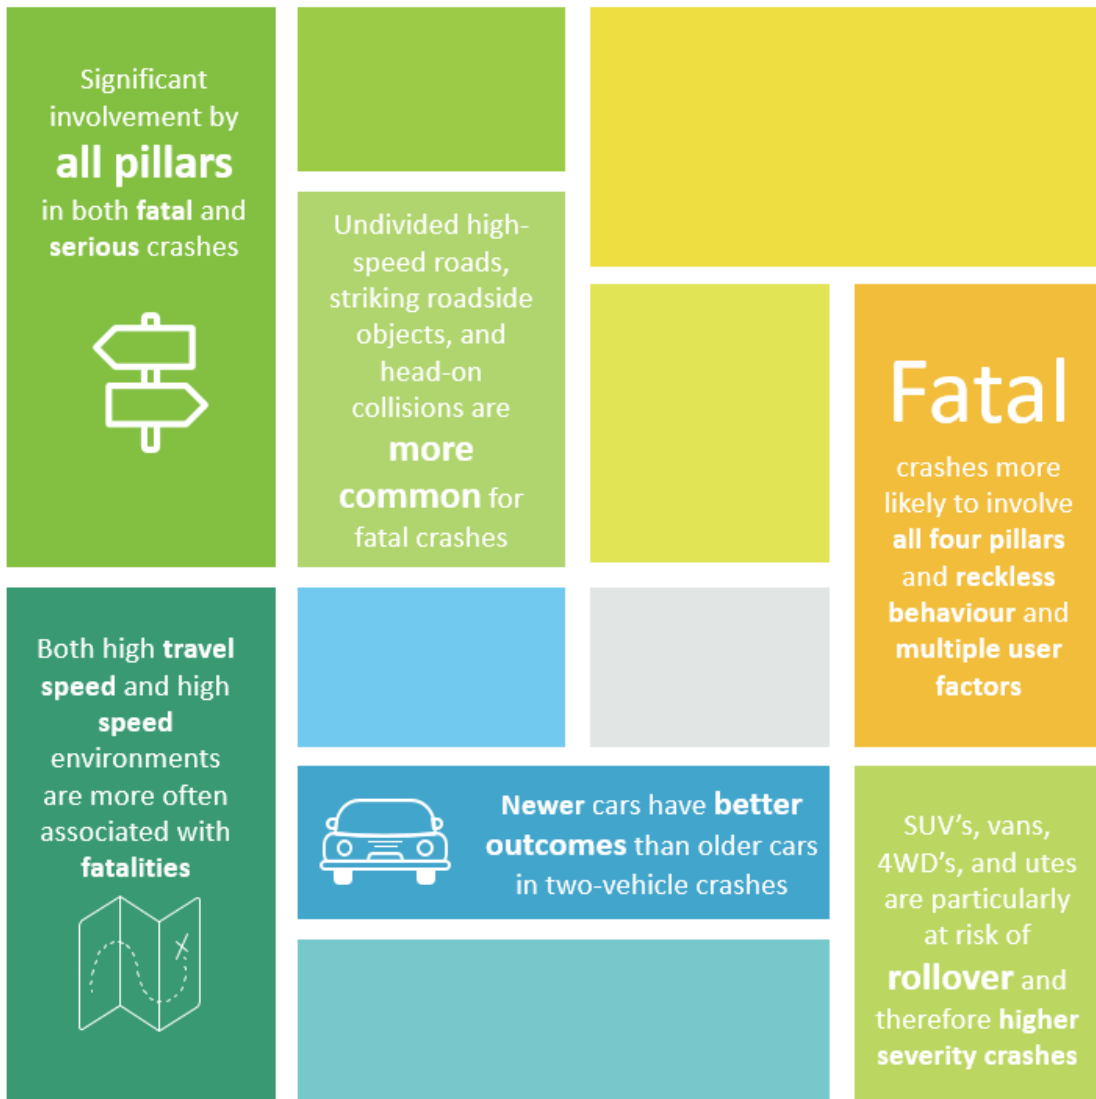 Significant
involvement by
all pillars
in both fatal and
serious crashes
Undivided high-
speed roads,
striking roadside
objects, and
head-on
collisions are
more
common for
fatal crashes
Fatal
crashes more
likely to involve
all four pillars
and reckless
behaviour and
multiple user
factors
Both high travel
speed and high
speed
environments
are more often
associated with
fatalities
Newer cars have better
outcomes than older cars
in two-vehicle crashes
SUV's, vans,
4WD's, and utes
are particularly
at risk of
rollover and
therefore higher
severity crashes